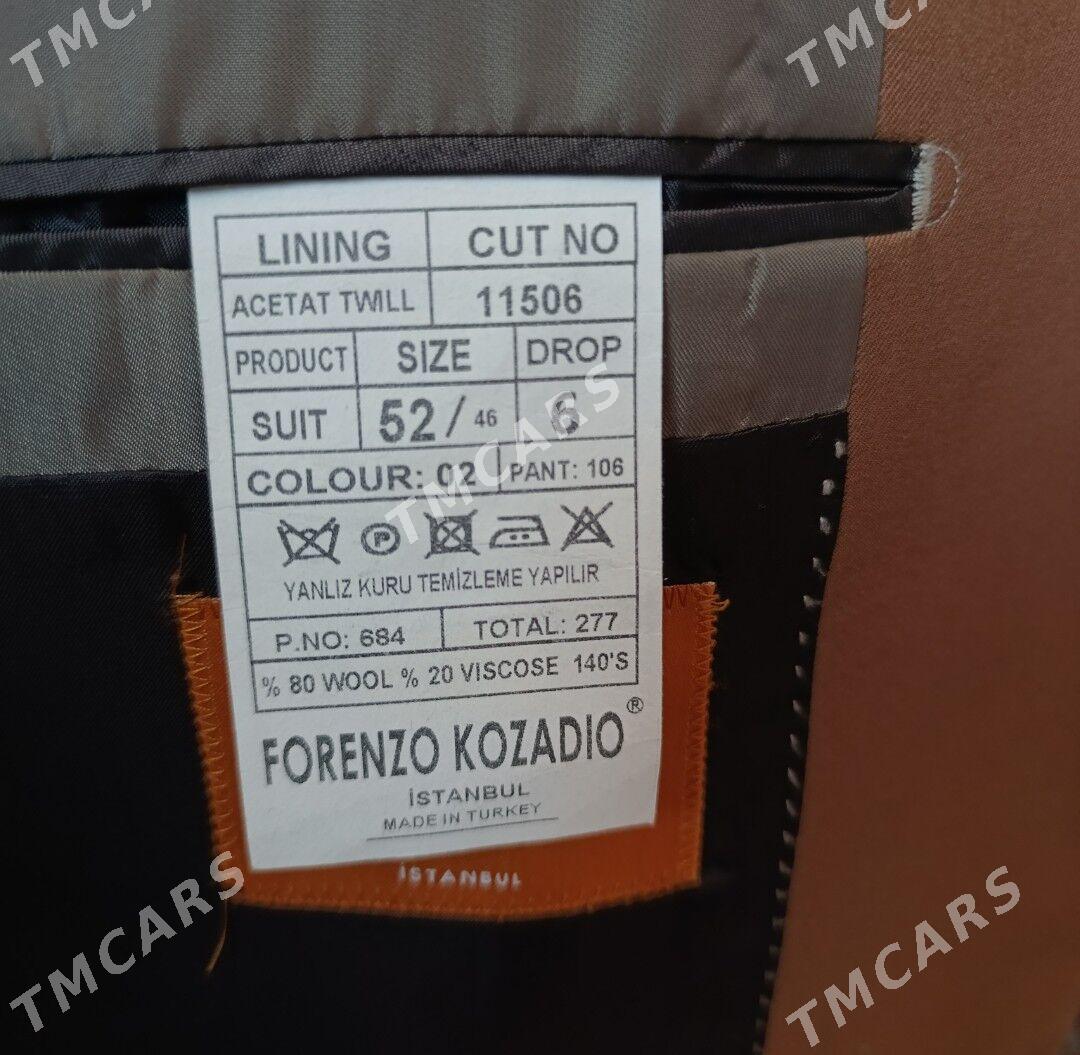 TMCARS
TMCARS
LINING CUT NO
ACETAT TWILL 11506
PRODUCT SIZE DROP
SUIT 52/46 6
COLOUR: 02 PANT: 106
TMCARS
P
YANLIZ KURU TEMİZLEME YAPILIR
P.NO: 684 TOTAL: 277
% 80 WOOL % 20 VISCOSE 140'S
FORENZO KOZADIO®
İSTANBUL
MADE IN TURKEY
İSTANBUL
TMCARS
TMCARS